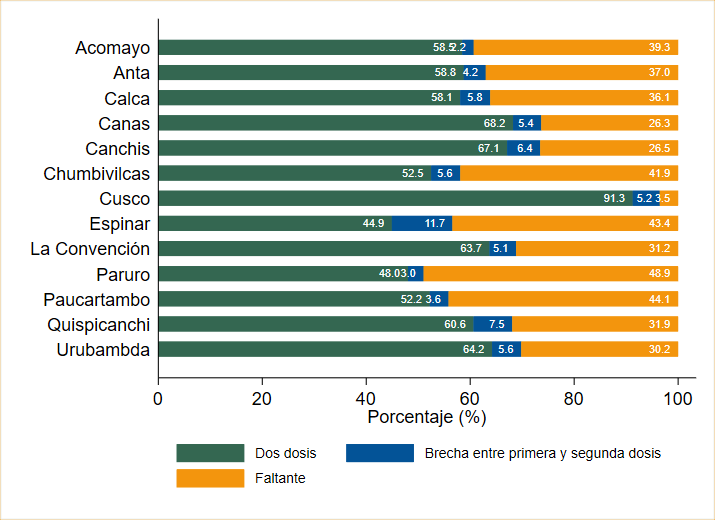 Acomayo 58.5 2.2 39.3
Anta 58.8 4.2 37.0
Calca 58.1 5.8 36.1
Canas 68.2 5.4 26.3
Canchis 67.1 6.4 26.5
Chumbivilcas 52.5 5.6 41.9
Cusco 91.3 5.2 3.5
Espinar 44.9 11.7 43.4
La Convención 63.7 5.1 31.2
Paruro 48.0 3.0 48.9
Paucartambo 52.2 3.6 44.1
Quispicanchi 60.6 7.5 31.9
Urubambda 64.2 5.6 30.2
0 20 40 60 80 100
Porcentaje (%)
Dos dosis Brecha entre primera y segunda dosis
Faltante